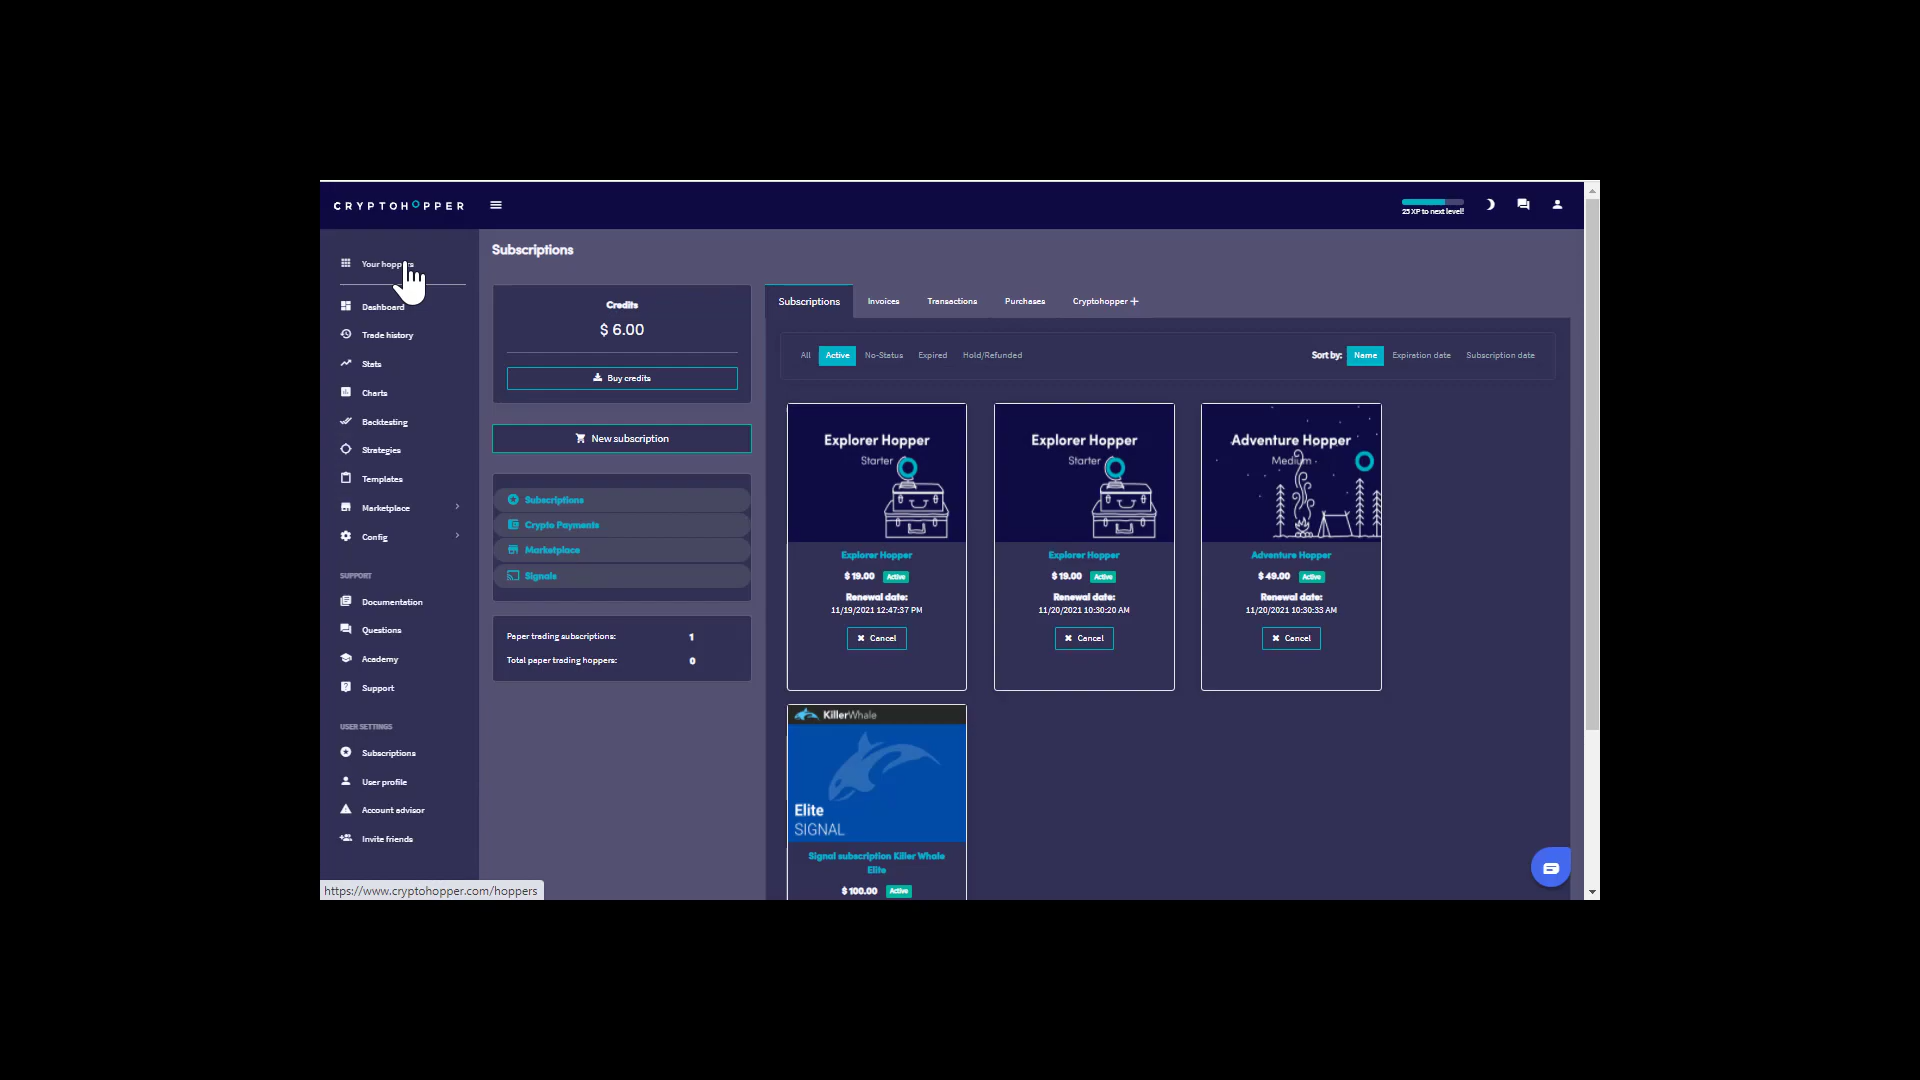 CRYPTOHOPPER
25 XP to next level!
Your hoppers
Dashboard
Trade history
Stats
Charts
Backtesting
Strategies
Templates
Marketplace
Config
SUPPORT
Documentation
Questions
Academy
Support
USER SETTINGS
Subscriptions
User profile
Account advisor
Invite friends
https://www.cryptohopper.com/hoppers
Subscriptions
Credits
$ 6.00
Buy credits
New subscription
Subscriptions
Crypto Payments
Marketplace
Signals
Paper trading subscriptions: 1
Total paper trading hoppers: 0
Subscriptions Invoices Transactions Purchases Cryptohopper +
All Active No-Status Expired Hold/Refunded Sort by: Name Expiration date Subscription date
Explorer Hopper
Starter
Explorer Hopper
$ 19.00 Active
Renewal date:
11/19/2021 12:47:37 PM
Cancel
Explorer Hopper
Starter
Explorer Hopper
$ 19.00 Active
Renewal date:
11/20/2021 10:30:20 AM
Cancel
Adventure Hopper
Medium
Adventure Hopper
$ 49.00 Active
Renewal date:
11/20/2021 10:30:33 AM
Cancel
KillerWhale
Elite
SIGNAL
Signal subscription Killer Whale
Elite
$ 100.00 Active